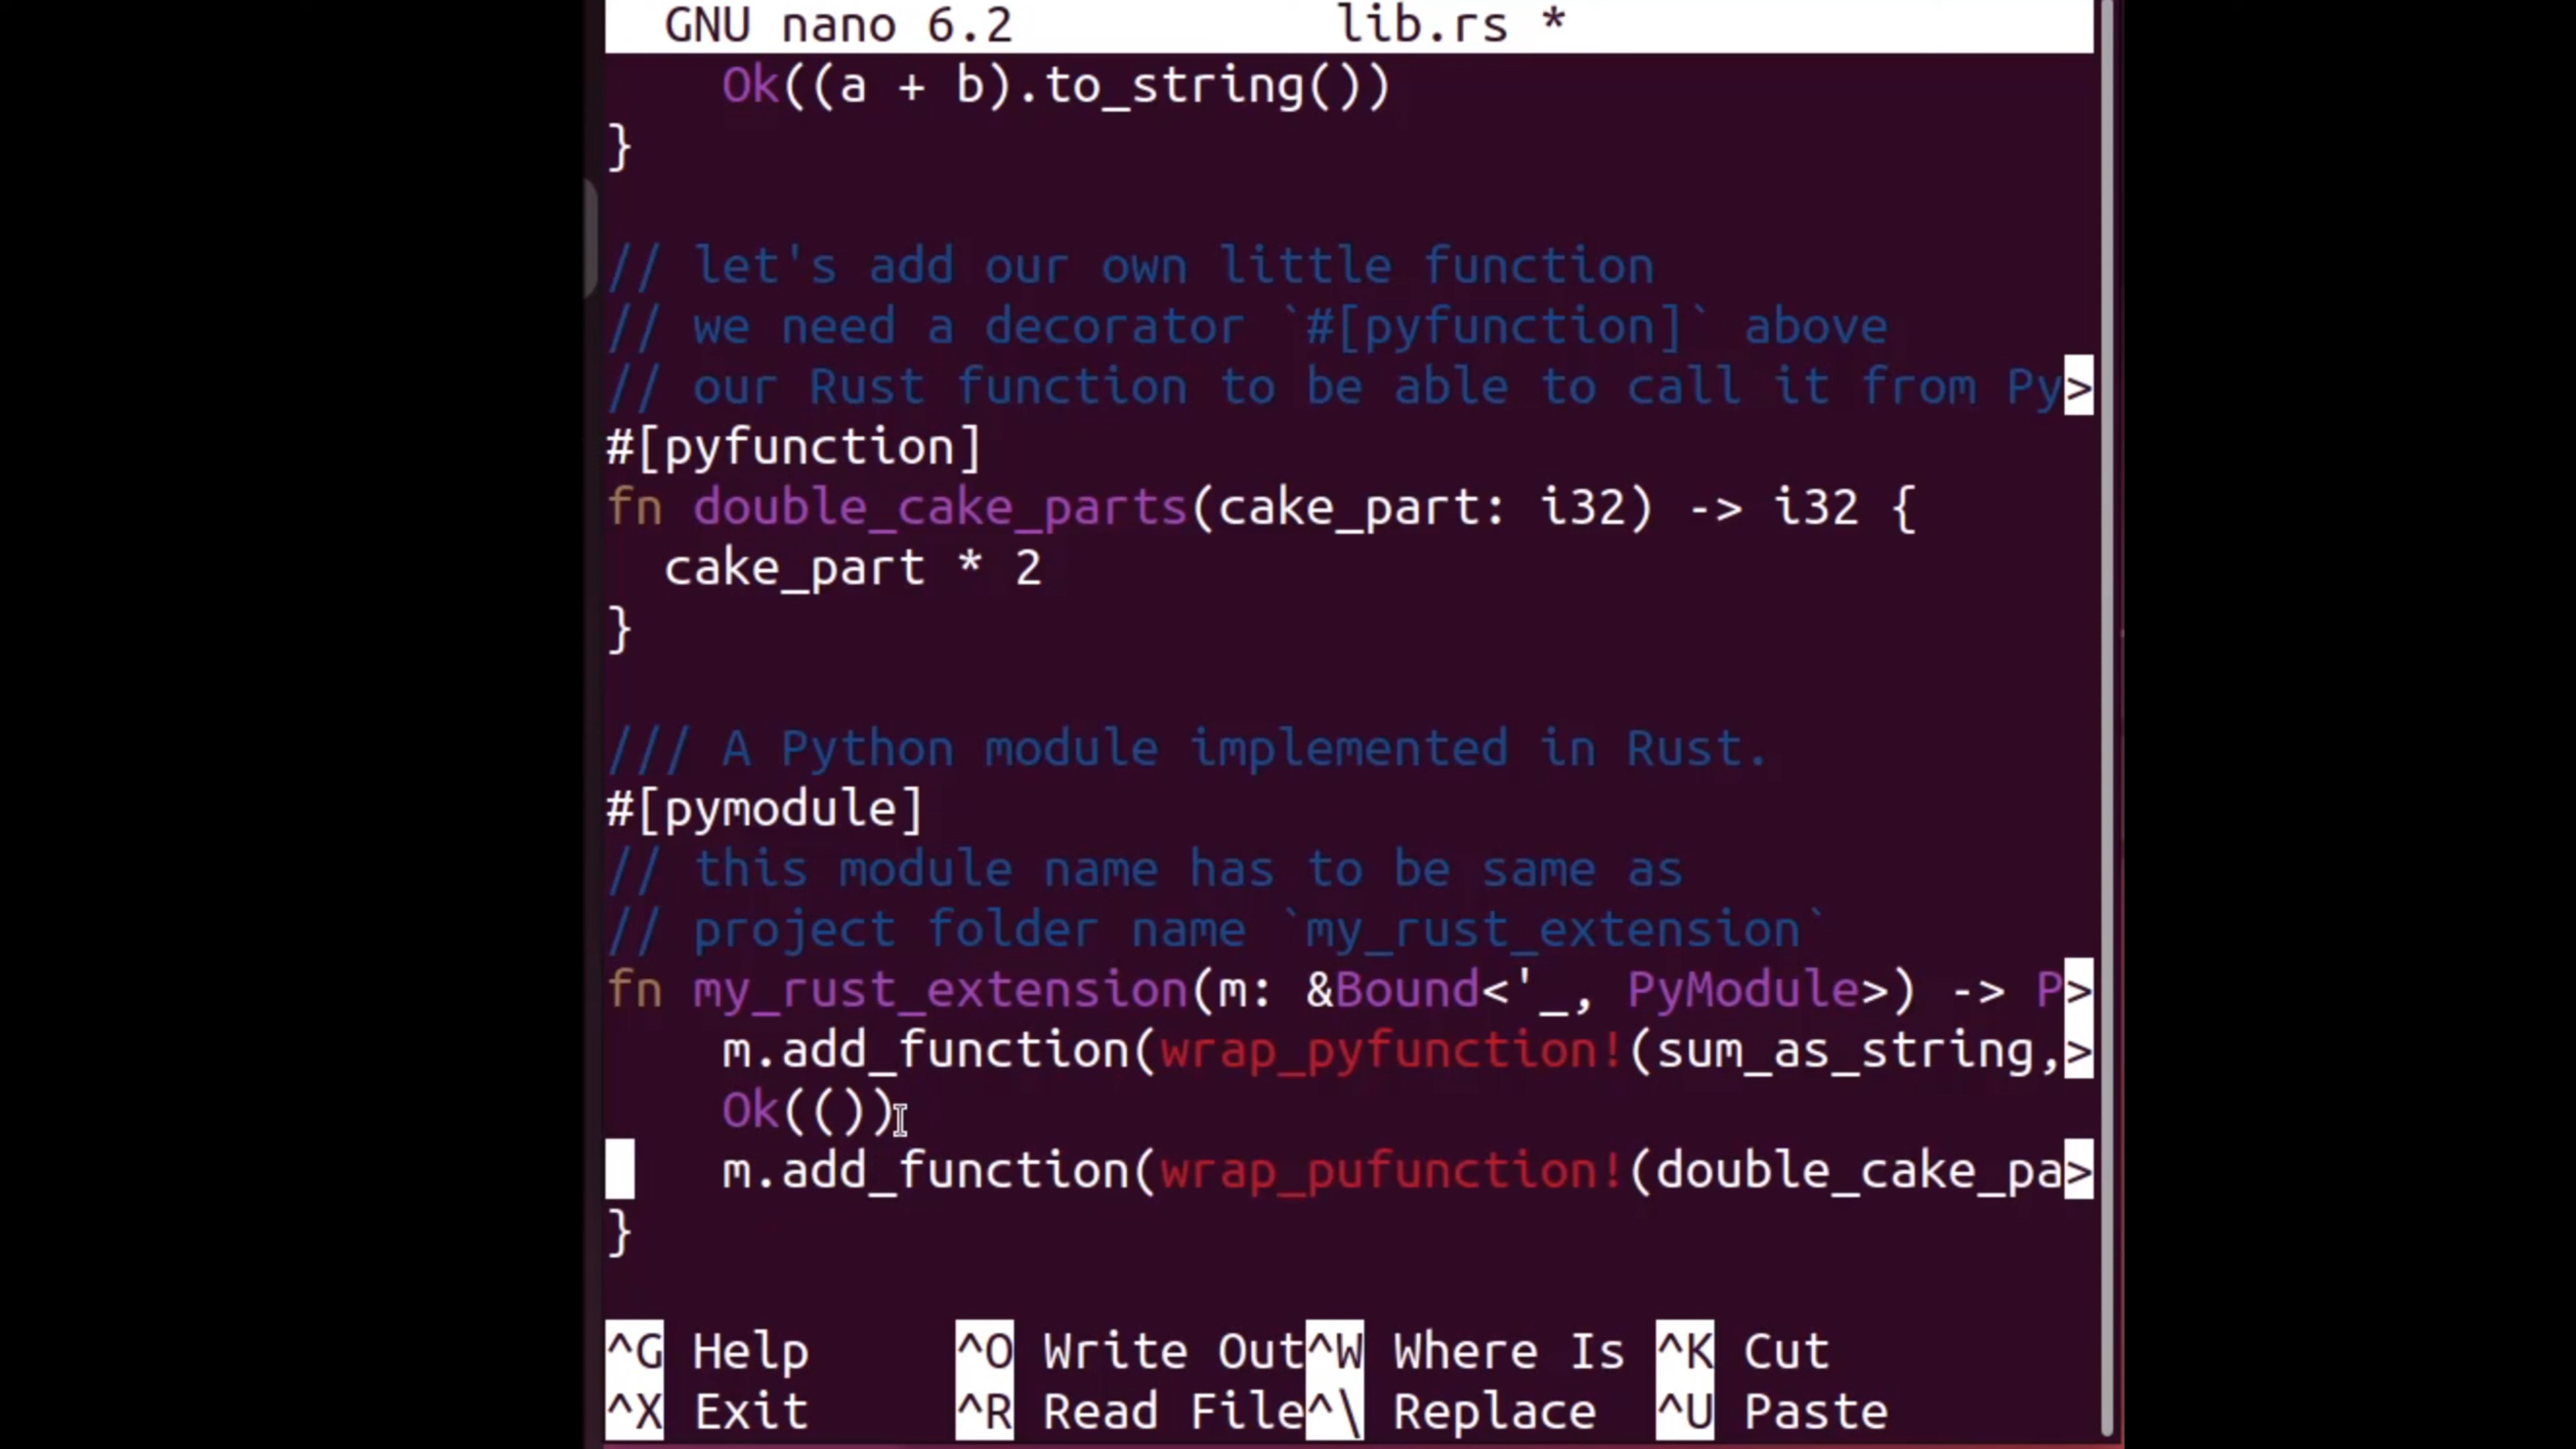 GNU nano 6.2 lib.rs *
Ok((a + b).to_string())
}
// let's add our own little function
// we need a decorator `#[pyfunction]` above
// our Rust function to be able to call it from Py>
#[pyfunction]
fn double_cake_parts(cake_part: i32) -> i32 {
cake_part * 2
}
/// A Python module implemented in Rust.
#[pymodule]
// this module name has to be same as
// project folder name `my_rust_extension`
fn my_rust_extension(m: &Bound<'_, PyModule>) -> P>
m.add_function(wrap_pyfunction!(sum_as_string,>
Ok(())
m.add_function(wrap_pufunction!(double_cake_pa>
}
^G Help ^O Write Out ^W Where Is ^K Cut
^X Exit ^R Read File ^\ Replace ^U Paste